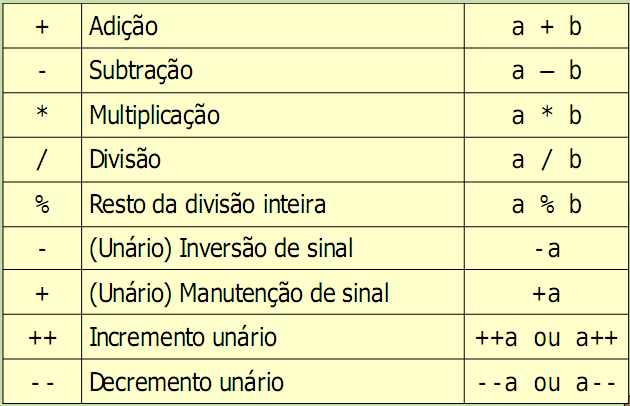 + Adição a + b
- Subtração a – b
* Multiplicação a * b
/ Divisão a / b
% Resto da divisão inteira a % b
- (Unário) Inversão de sinal -a
+ (Unário) Manutenção de sinal +a
++ Incremento unário ++a ou a++
-- Decremento unário --a ou a--